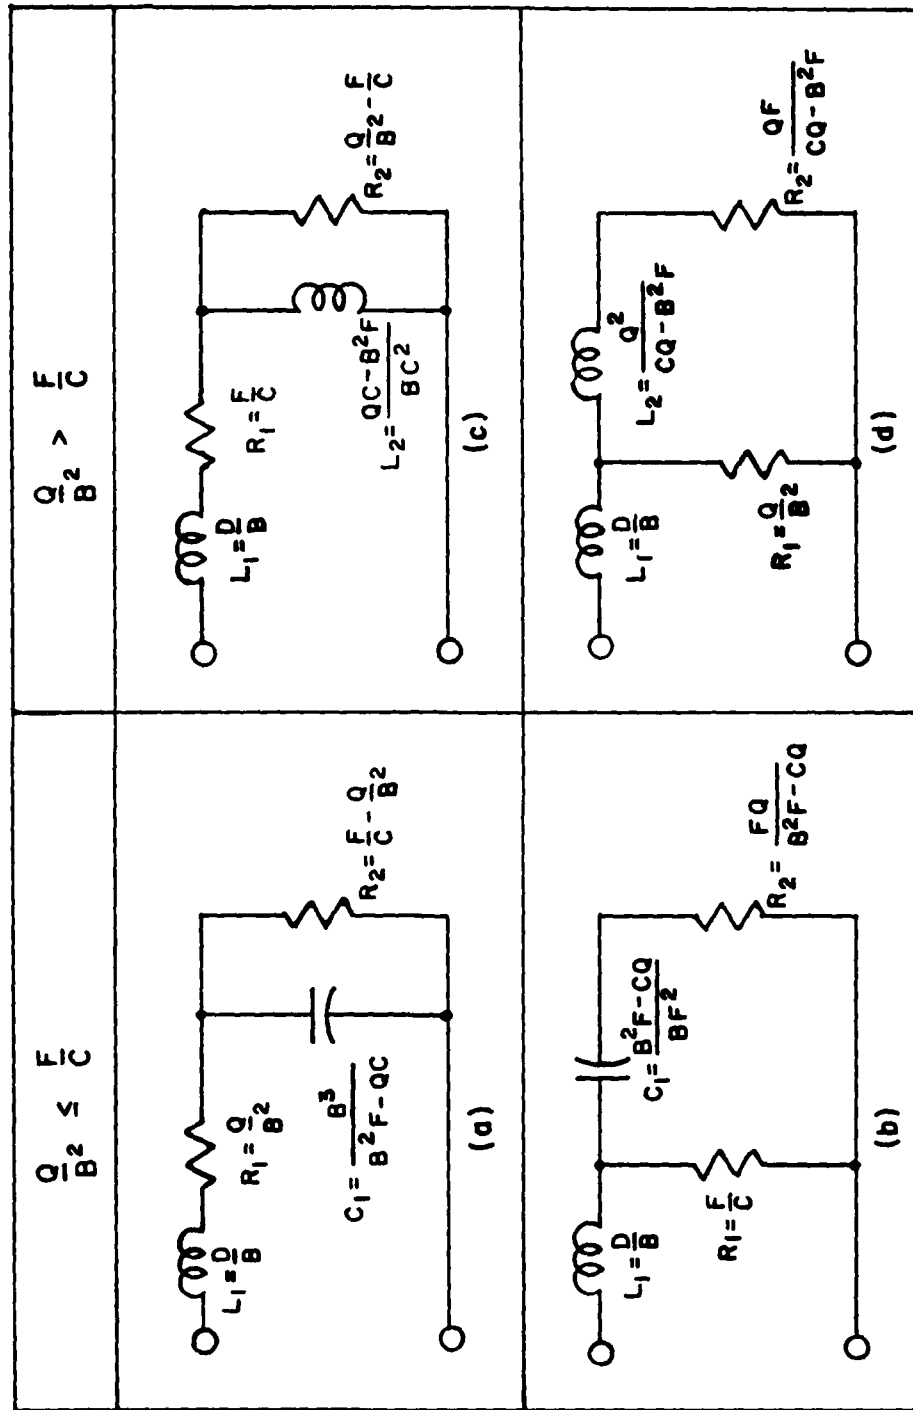 Q/B² ≤ F/C
Q/B² > F/C
L₁=D/B
R₁=Q/B²
C₁=B³/(B²F-QC)
R₂=F/C-Q/B²
(a)
L₁=D/B
R₁=F/C
L₂=(QC-B²F)/(BC²)
R₂=Q/B²-F/C
(c)
L₁=D/B
R₁=F/C
C₁=(B²F-CQ)/(BF²)
R₂=FQ/(B²F-CQ)
(b)
L₁=D/B
R₁=Q/B²
L₂=Q²/(CQ-B²F)
R₂=QF/(CQ-B²F)
(d)